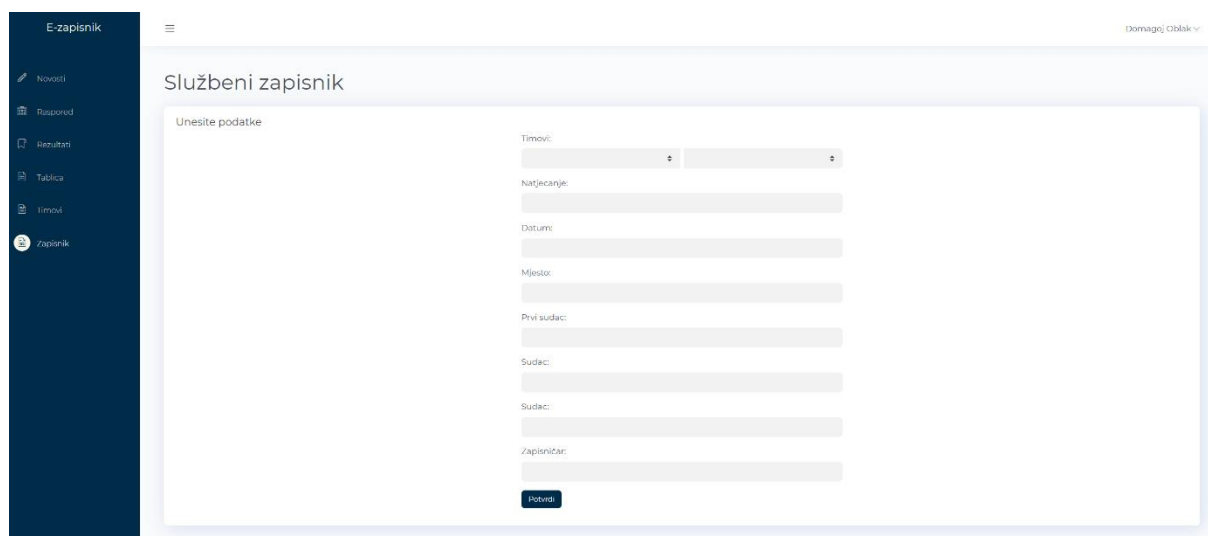 E-zapisnik
Domagoj Oblak
Novosti
Raspored
Rezultati
Tablica
Timovi
Zapisnik
Službeni zapisnik
Unesite podatke
Timovi:
Natjecanje:
Datum:
Mjesto:
Prvi sudac:
Sudac:
Sudac:
Zapisničar:
Potvrdi